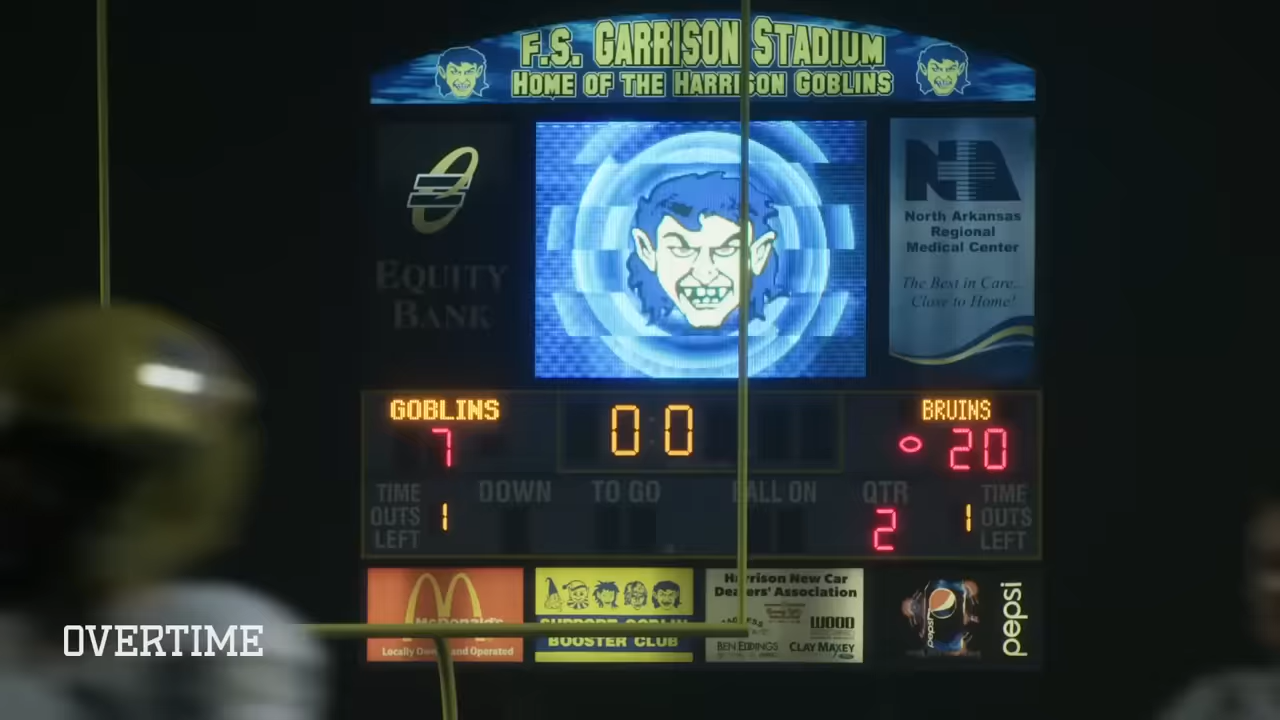 F.S. GARRISON STADIUM
HOME OF THE HARRISON GOBLINS
EQUITY
BANK
NA
North Arkansas
Regional
Medical Center
The Best in Care...
Close to Home!
GOBLINS
7
0:0
BRUINS
20
TIME
OUTS
LEFT
1
DOWN
TO GO
BALL ON
QTR
2
1
TIME
OUTS
LEFT
McDonald's
Locally Owned and Operated
SUPPORT GOBLIN
BOOSTER CLUB
Harrison New Car
Dealers' Association
WOOD
BEN EDDINGS
CLAY MAXEY
pepsi
pepsi
OVERTIME